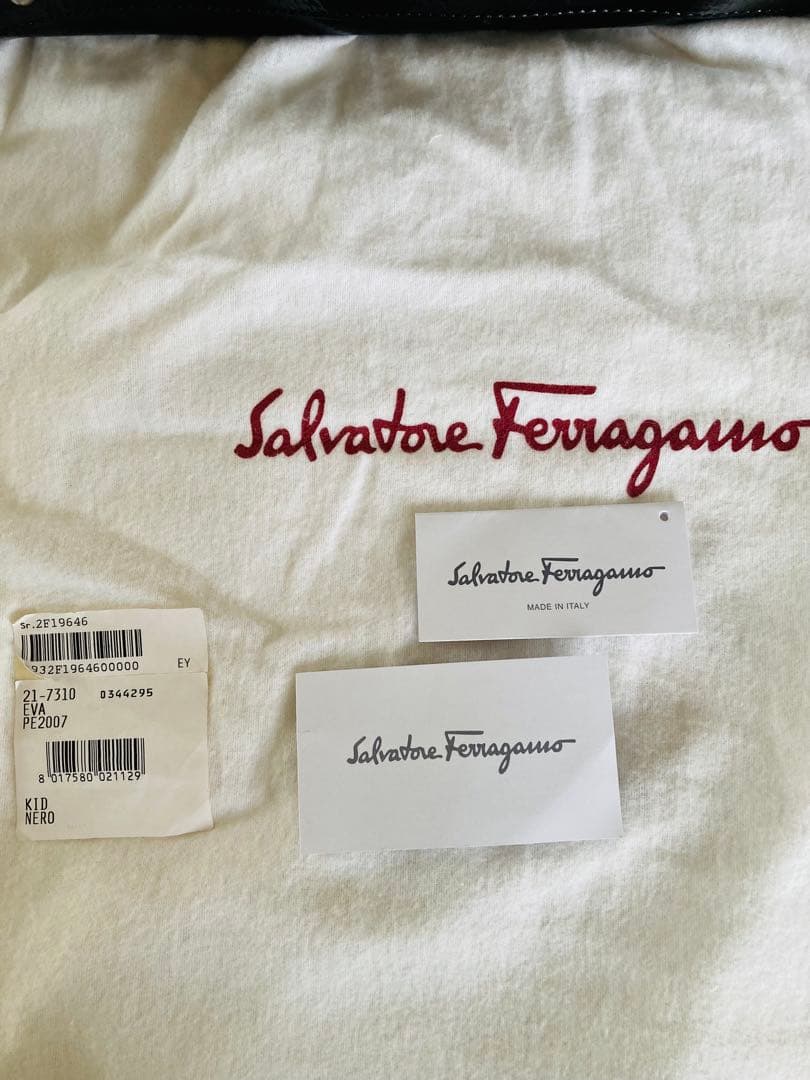 Salvatore Ferragamo
Salvatore Ferragamo
MADE IN ITALY
Sr.2F19646
932F1964600000
EY
21-7310 0344295
EVA
PE2007
8 017580 021129
KID
NERO
Salvatore Ferragamo